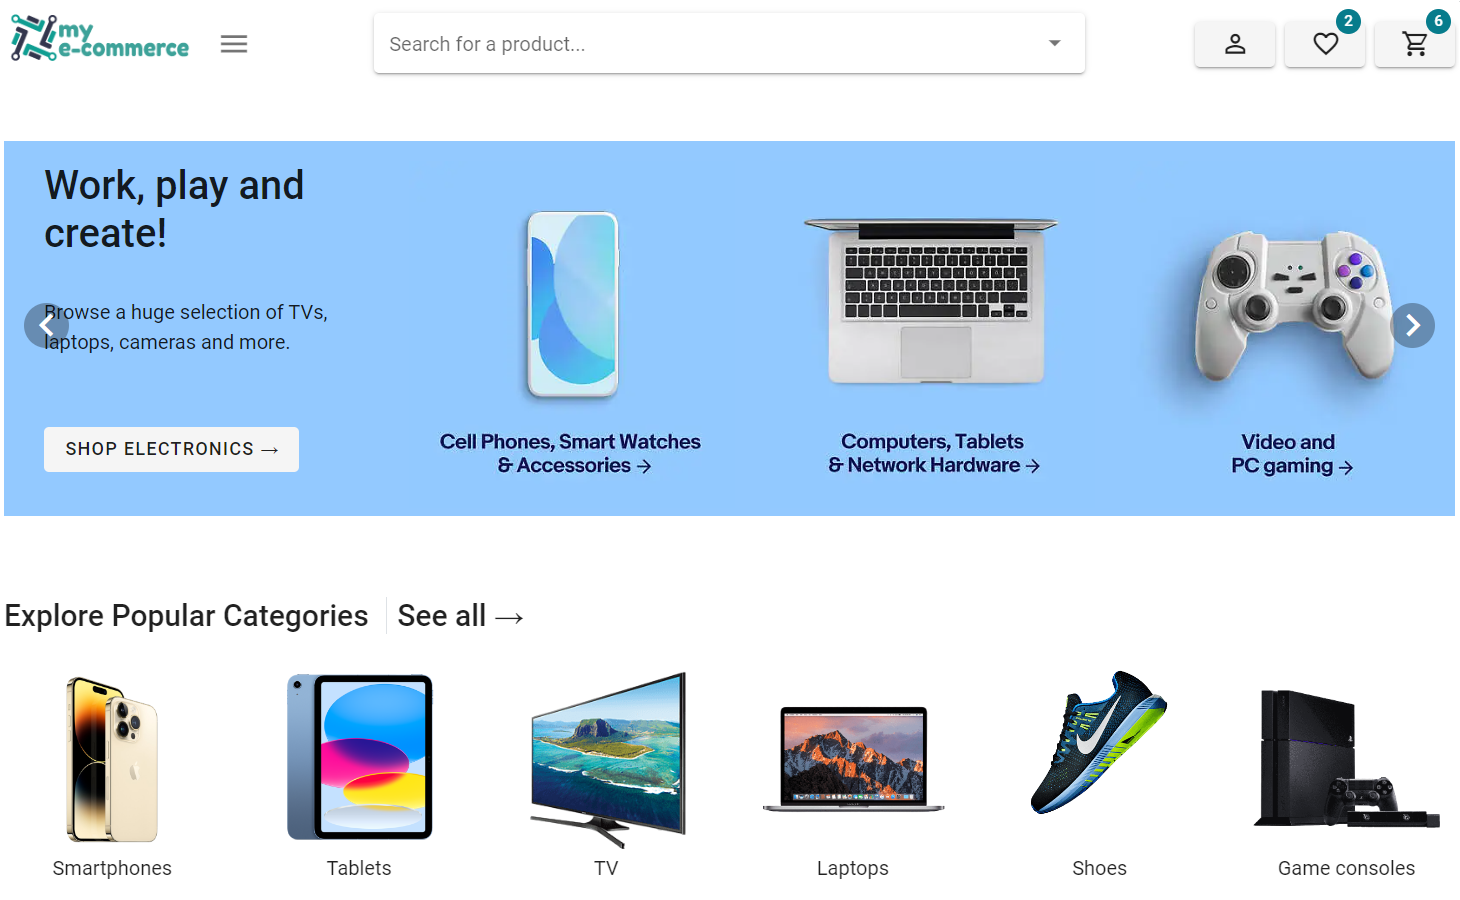 my
e-commerce
Search for a product...
2
6
Work, play and
create!
Browse a huge selection of TVs,
laptops, cameras and more.
SHOP ELECTRONICS →
Cell Phones, Smart Watches
& Accessories →
Computers, Tablets
& Network Hardware →
Video and
PC gaming →
Explore Popular Categories
See all →
Smartphones
Tablets
TV
Laptops
Shoes
Game consoles